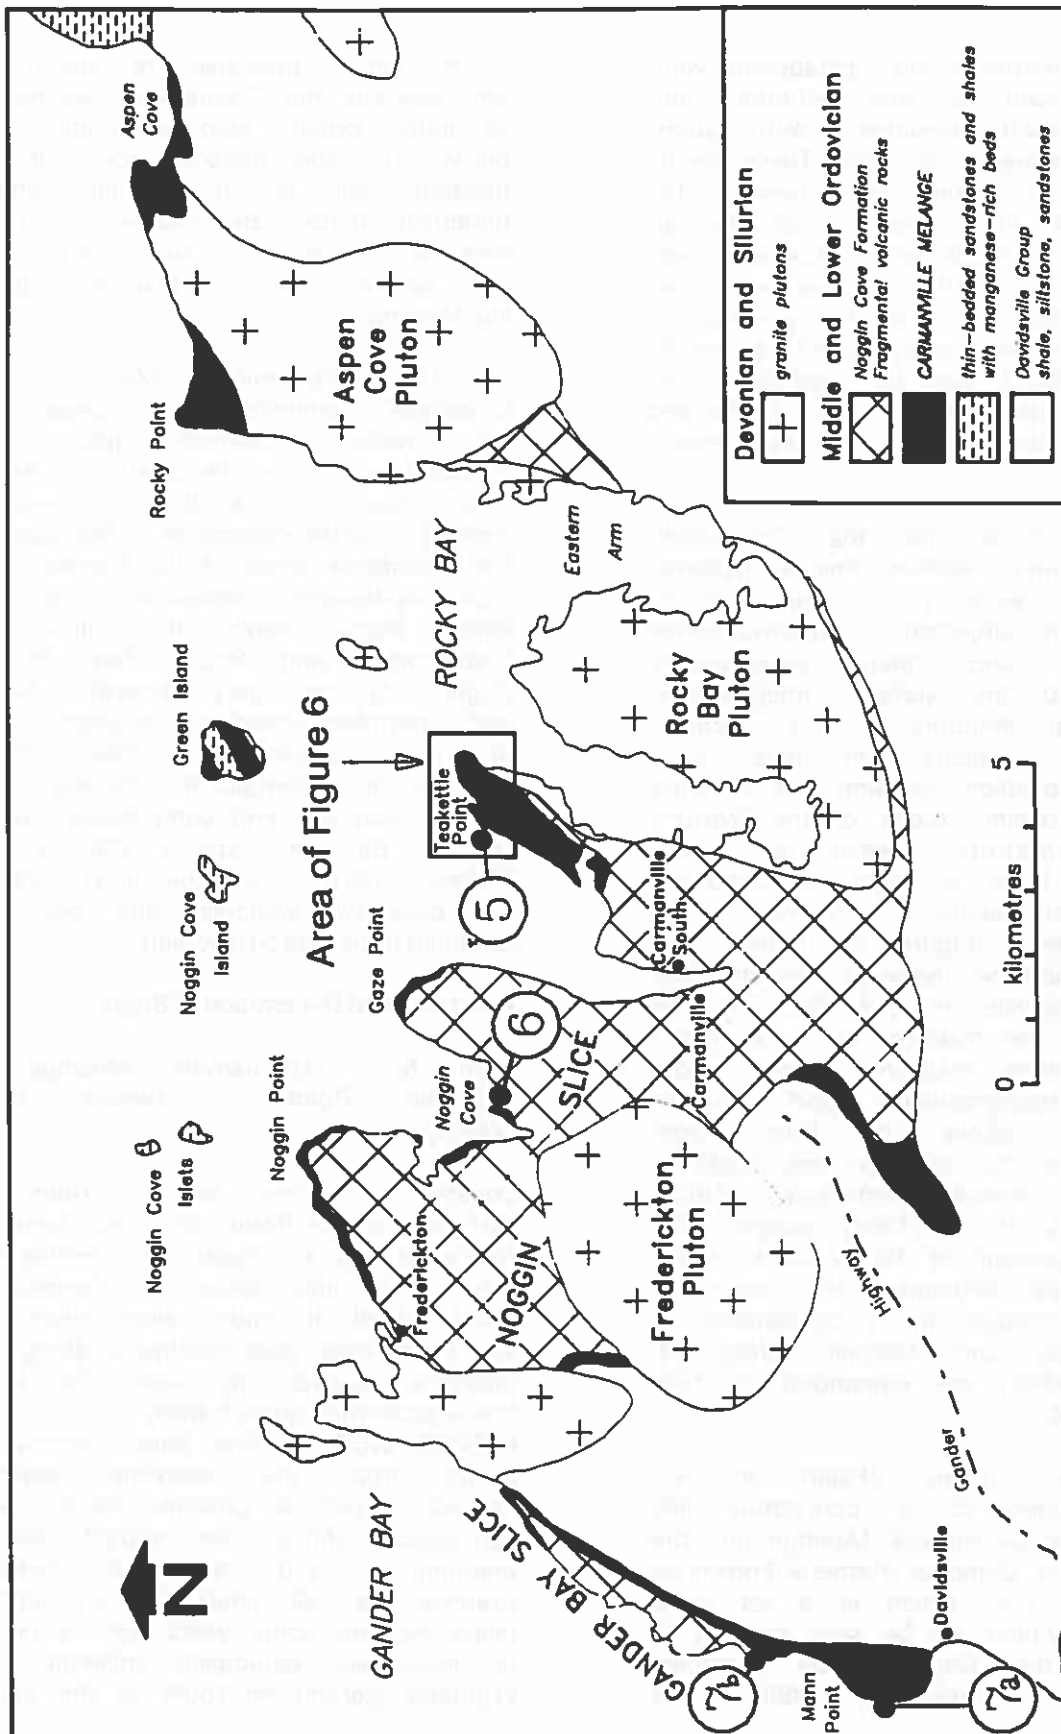 N
GANDER BAY
GANDER BAY SLICE
Mann
Point
7b
7a
Davidsville
Gander
Highway
Noggin Cove
Islets
Noggin Point
Frederickton
NOGGIN
SLICE
Frederickton
Pluton
Noggin
Cove
6
Noggin Cove
Island
Gaze Point
Carmanville
Carmanville
South
5
Area of Figure 6
Teakettle
Point
Green Island
ROCKY BAY
Rocky
Bay
Pluton
Eastern
Arm
Rocky Point
Aspen
Cove
Pluton
Aspen
Cove
0
5
kilometres
Devonian and Silurian
granite plutons
Middle and Lower Ordovician
Noggin Cove Formation
Fragmental volcanic rocks
CARMANVILLE MELANGE
thin-bedded sandstones and shales
with manganese-rich beds
Davidsville Group
shale, siltstone, sandstones